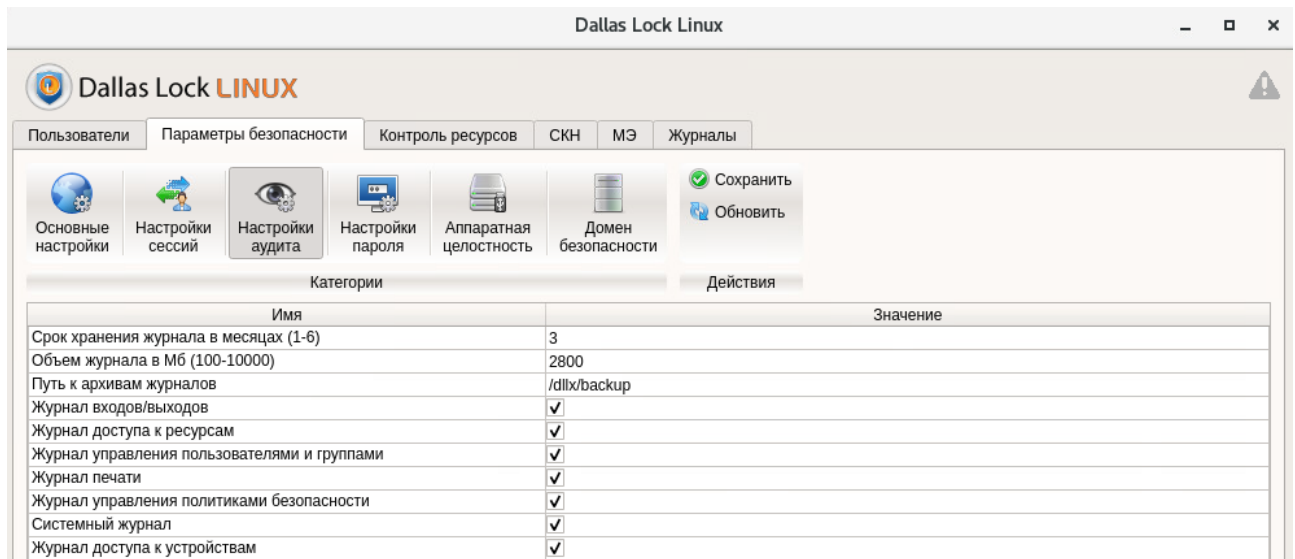 Dallas Lock Linux
Dallas Lock LINUX
Пользователи Параметры безопасности Контроль ресурсов СКН МЭ Журналы
Основные настройки Настройки сессий Настройки аудита Настройки пароля Аппаратная целостность Домен безопасности
Сохранить
Обновить
Категории Действия
Имя Значение
Срок хранения журнала в месяцах (1-6) 3
Объем журнала в Мб (100-10000) 2800
Путь к архивам журналов /dllx/backup
Журнал входов/выходов
Журнал доступа к ресурсам
Журнал управления пользователями и группами
Журнал печати
Журнал управления политиками безопасности
Системный журнал
Журнал доступа к устройствам